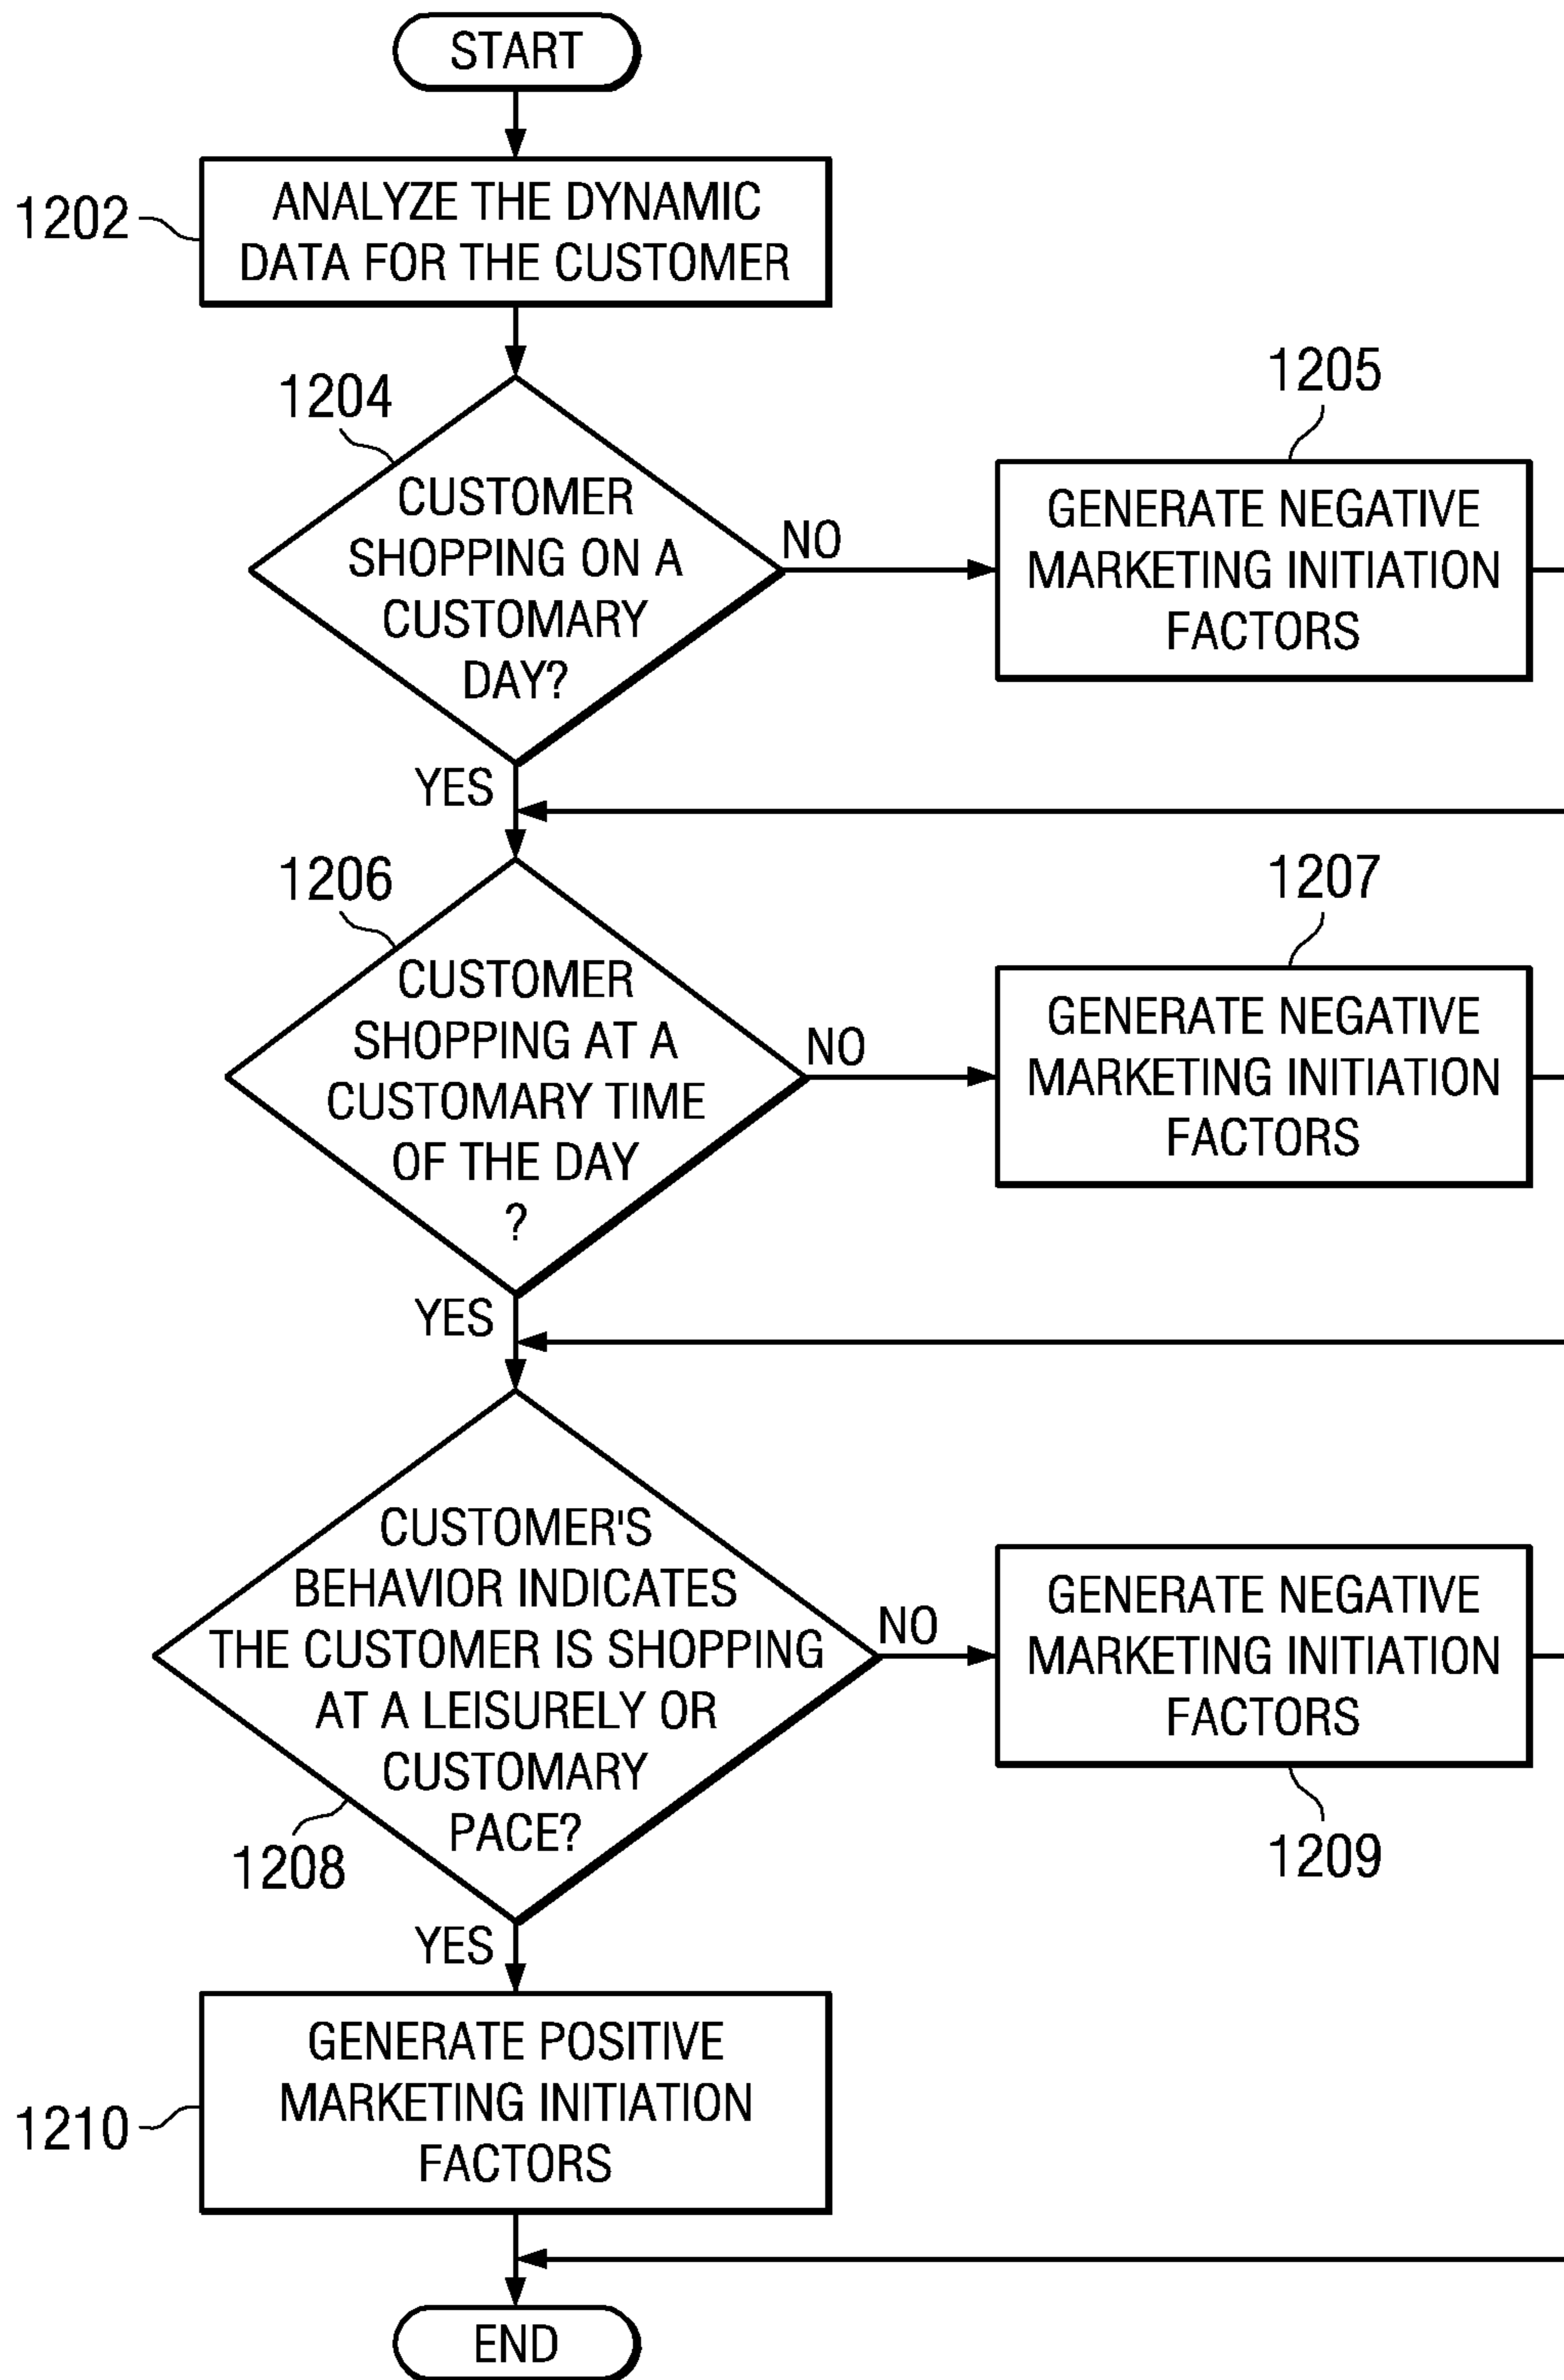 START
1202
ANALYZE THE DYNAMIC
DATA FOR THE CUSTOMER
1204
CUSTOMER
SHOPPING ON A
CUSTOMARY
DAY?
NO
1205
GENERATE NEGATIVE
MARKETING INITIATION
FACTORS
YES
1206
CUSTOMER
SHOPPING AT A
CUSTOMARY TIME
OF THE DAY
?
NO
1207
GENERATE NEGATIVE
MARKETING INITIATION
FACTORS
YES
CUSTOMER'S
BEHAVIOR INDICATES
THE CUSTOMER IS SHOPPING
AT A LEISURELY OR
CUSTOMARY
PACE?
1208
NO
GENERATE NEGATIVE
MARKETING INITIATION
FACTORS
1209
YES
GENERATE POSITIVE
MARKETING INITIATION
FACTORS
1210
END